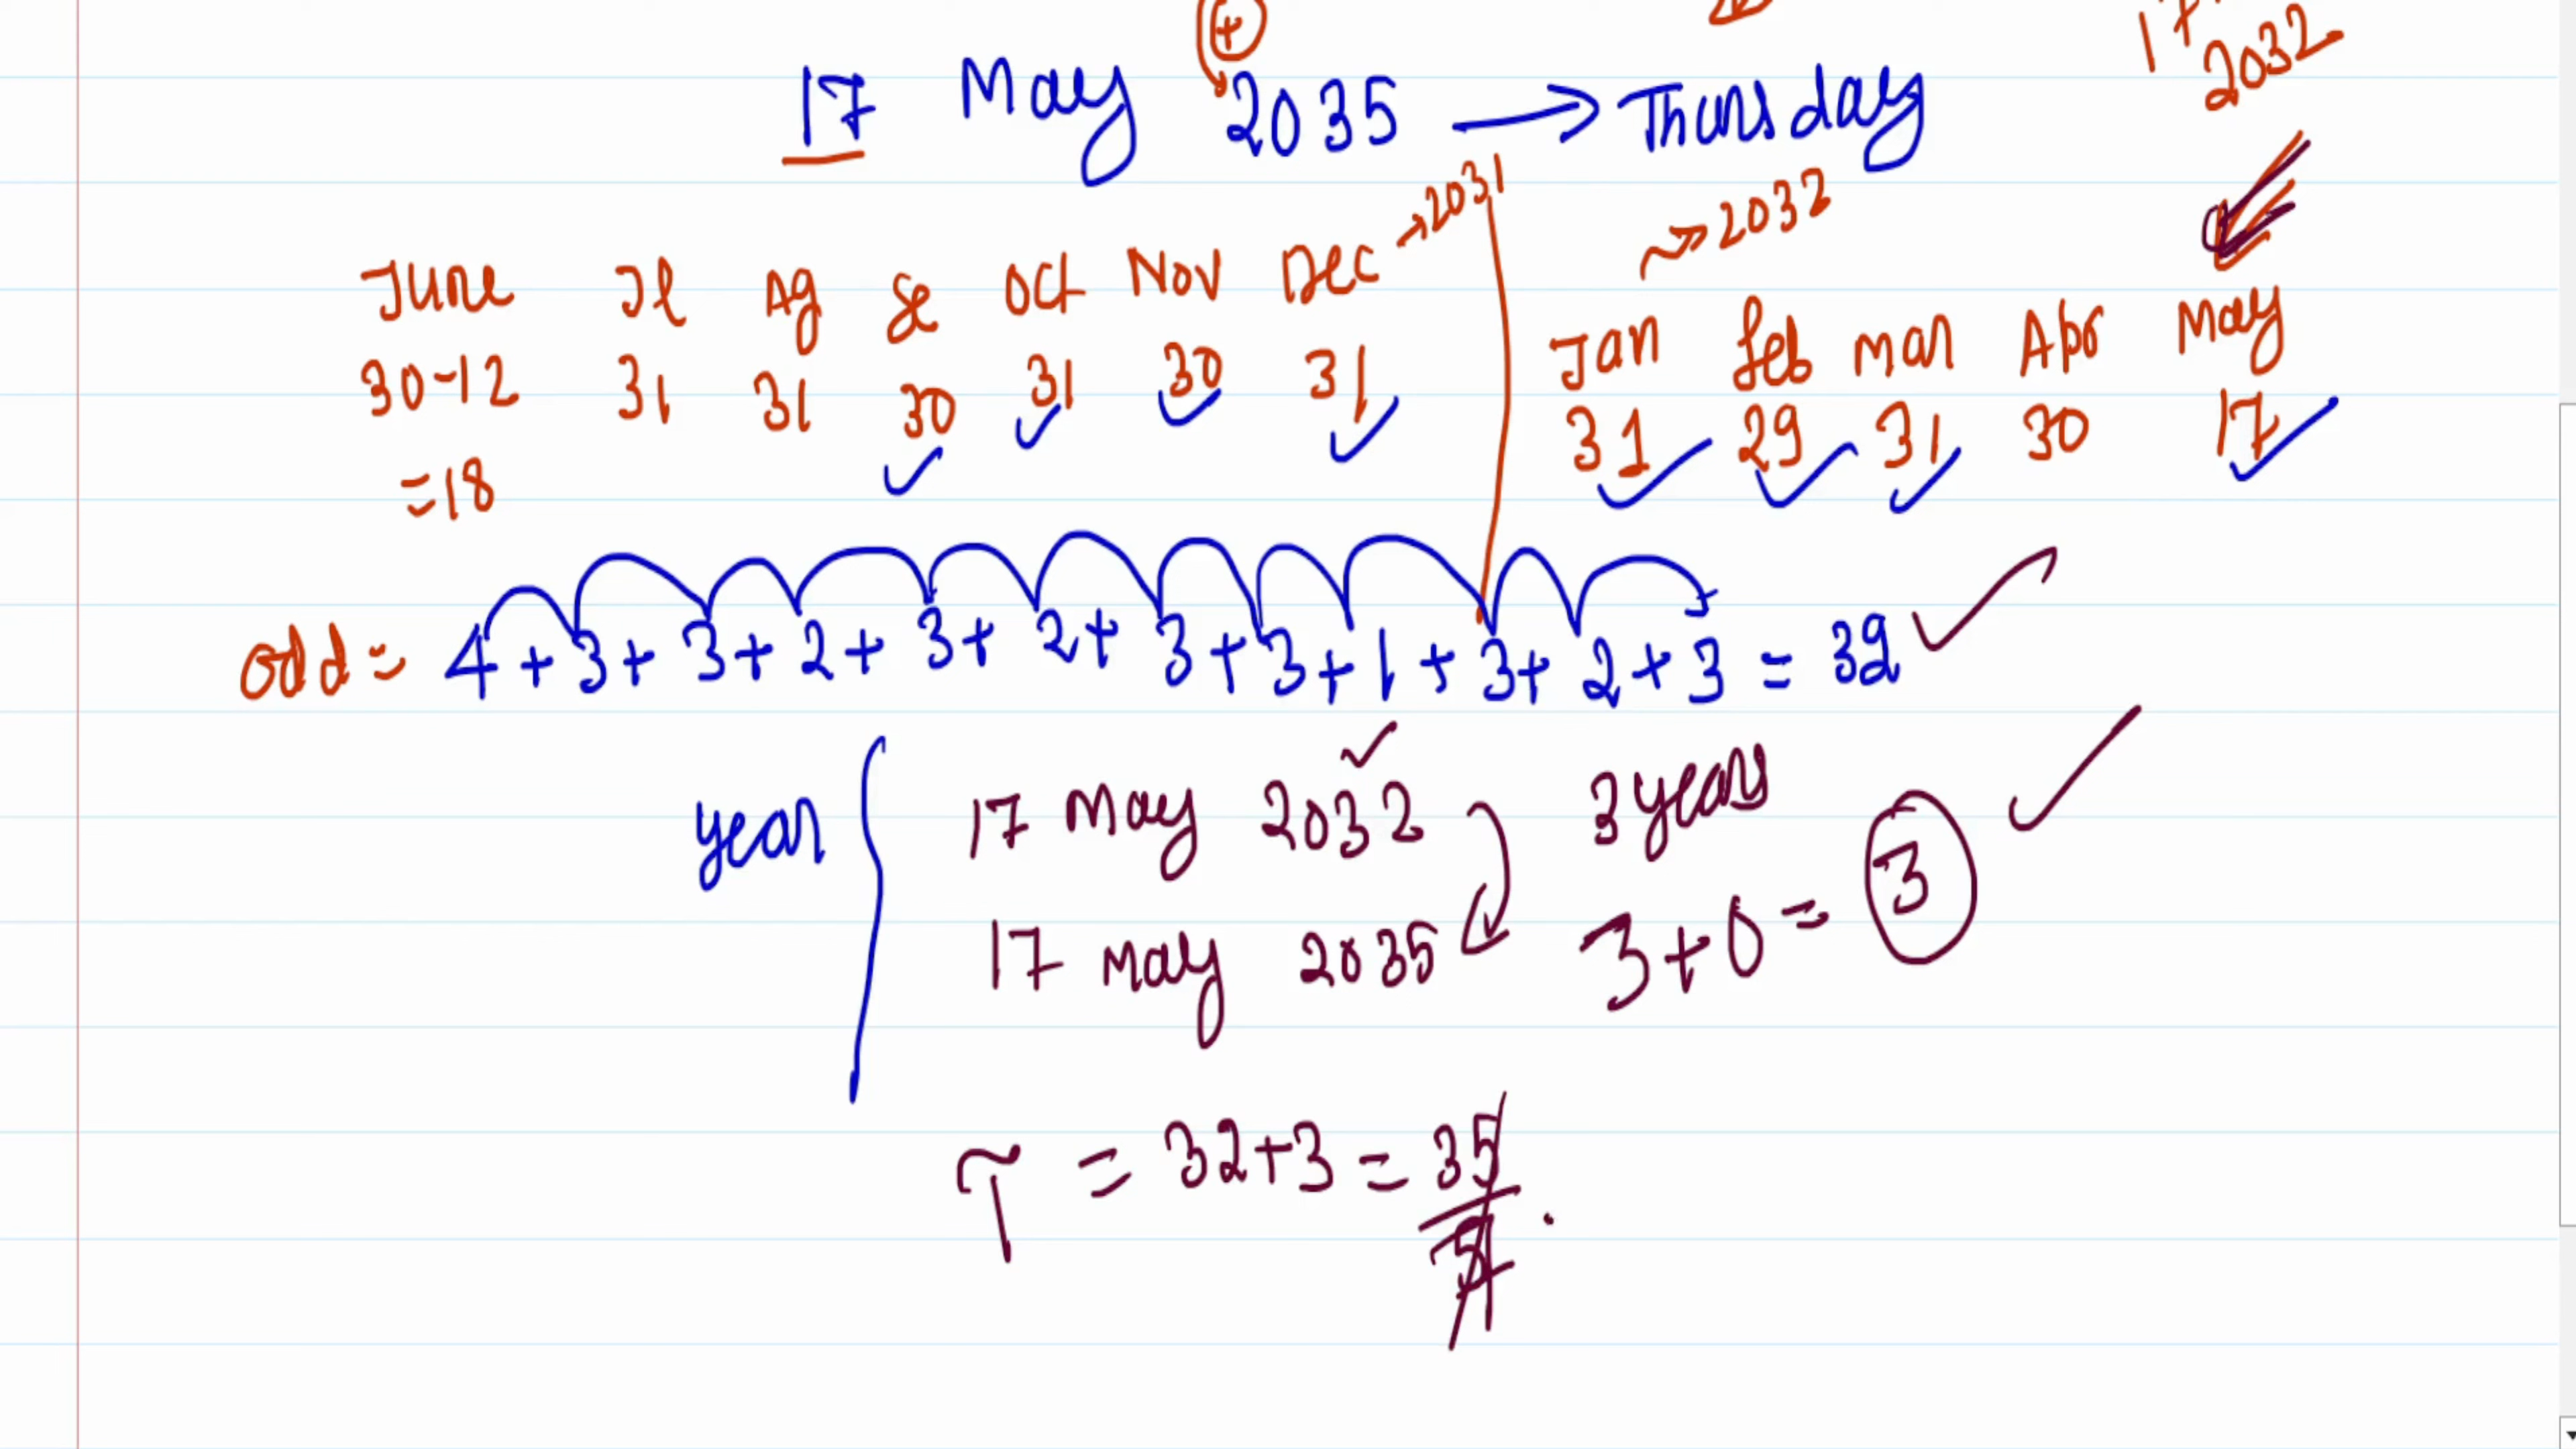 2032
17 May 2035 → Thursday
→2031
2032
June Jl Ag Se Oct Nov Dec
Jan Feb Mar Apr May
30-12 31 31 30 31 30 31
31 29 31 30 17
=18
odd = 4+3+3+2+3+2+3+3+1+3+2+3 = 32
year
17 May 2032
3 years
17 May 2035
3+0= 3
T = 32+3 = 35